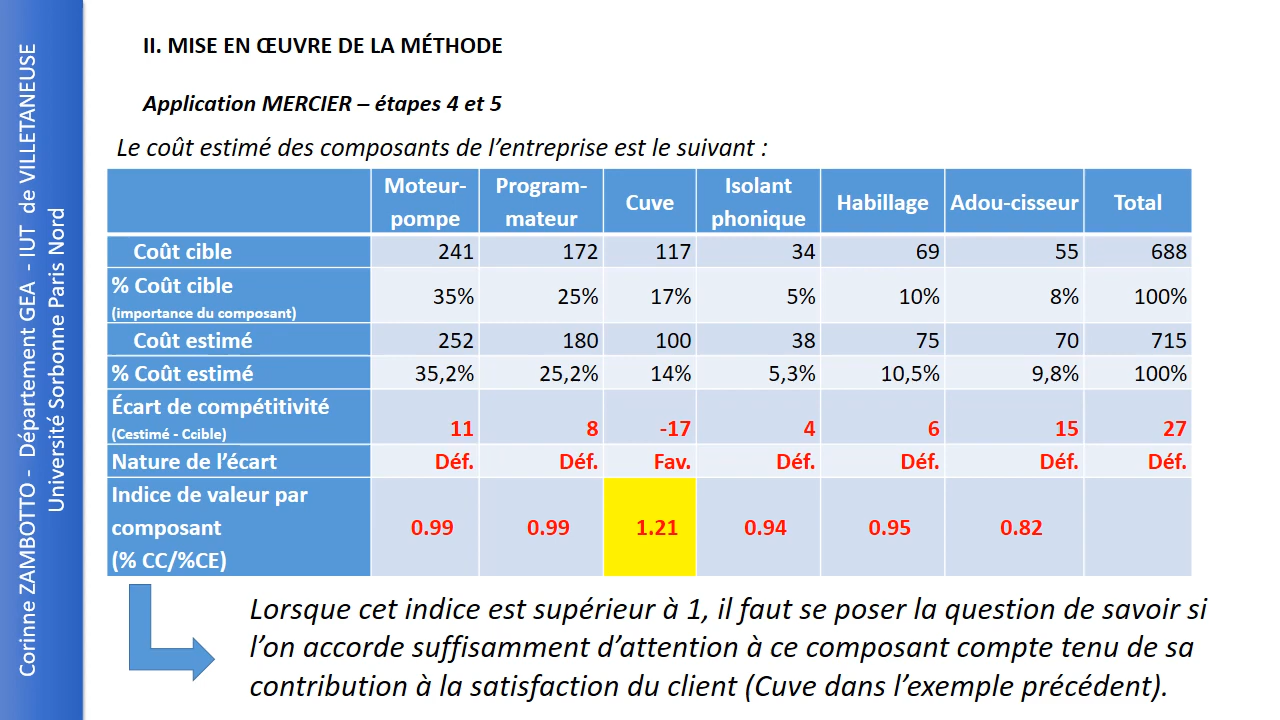 Corinne ZAMBOTTO - Département GEA - IUT de VILLETANEUSE
Université Sorbonne Paris Nord
II. MISE EN ŒUVRE DE LA MÉTHODE
Application MERCIER – étapes 4 et 5
Le coût estimé des composants de l’entreprise est le suivant :
Moteur-pompe Program-mateur Cuve Isolant phonique Habillage Adou-cisseur Total
Coût cible 241 172 117 34 69 55 688
% Coût cible (importance du composant) 35% 25% 17% 5% 10% 8% 100%
Coût estimé 252 180 100 38 75 70 715
% Coût estimé 35,2% 25,2% 14% 5,3% 10,5% 9,8% 100%
Écart de compétitivité (Cestimé - Ccible) 11 8 -17 4 6 15 27
Nature de l’écart Déf. Déf. Fav. Déf. Déf. Déf. Déf.
Indice de valeur par composant (% CC/%CE) 0.99 0.99 1.21 0.94 0.95 0.82
Lorsque cet indice est supérieur à 1, il faut se poser la question de savoir si
l’on accorde suffisamment d’attention à ce composant compte tenu de sa
contribution à la satisfaction du client (Cuve dans l’exemple précédent).